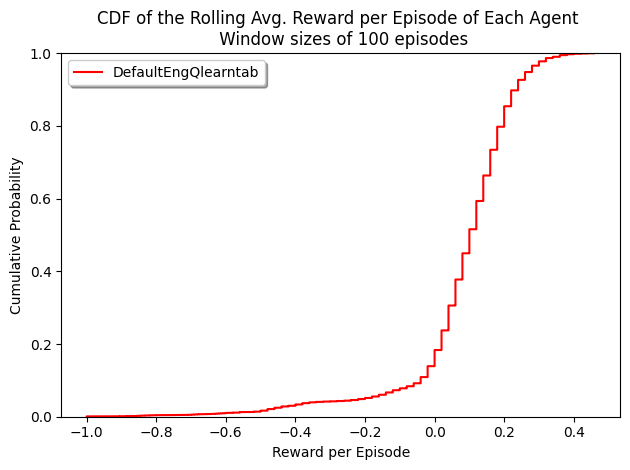 CDF of the Rolling Avg. Reward per Episode of Each Agent
Window sizes of 100 episodes
DefaultEngQlearntab
1.0
0.8
0.6
0.4
0.2
0.0
Cumulative Probability
−1.0 −0.8 −0.6 −0.4 −0.2 0.0 0.2 0.4
Reward per Episode